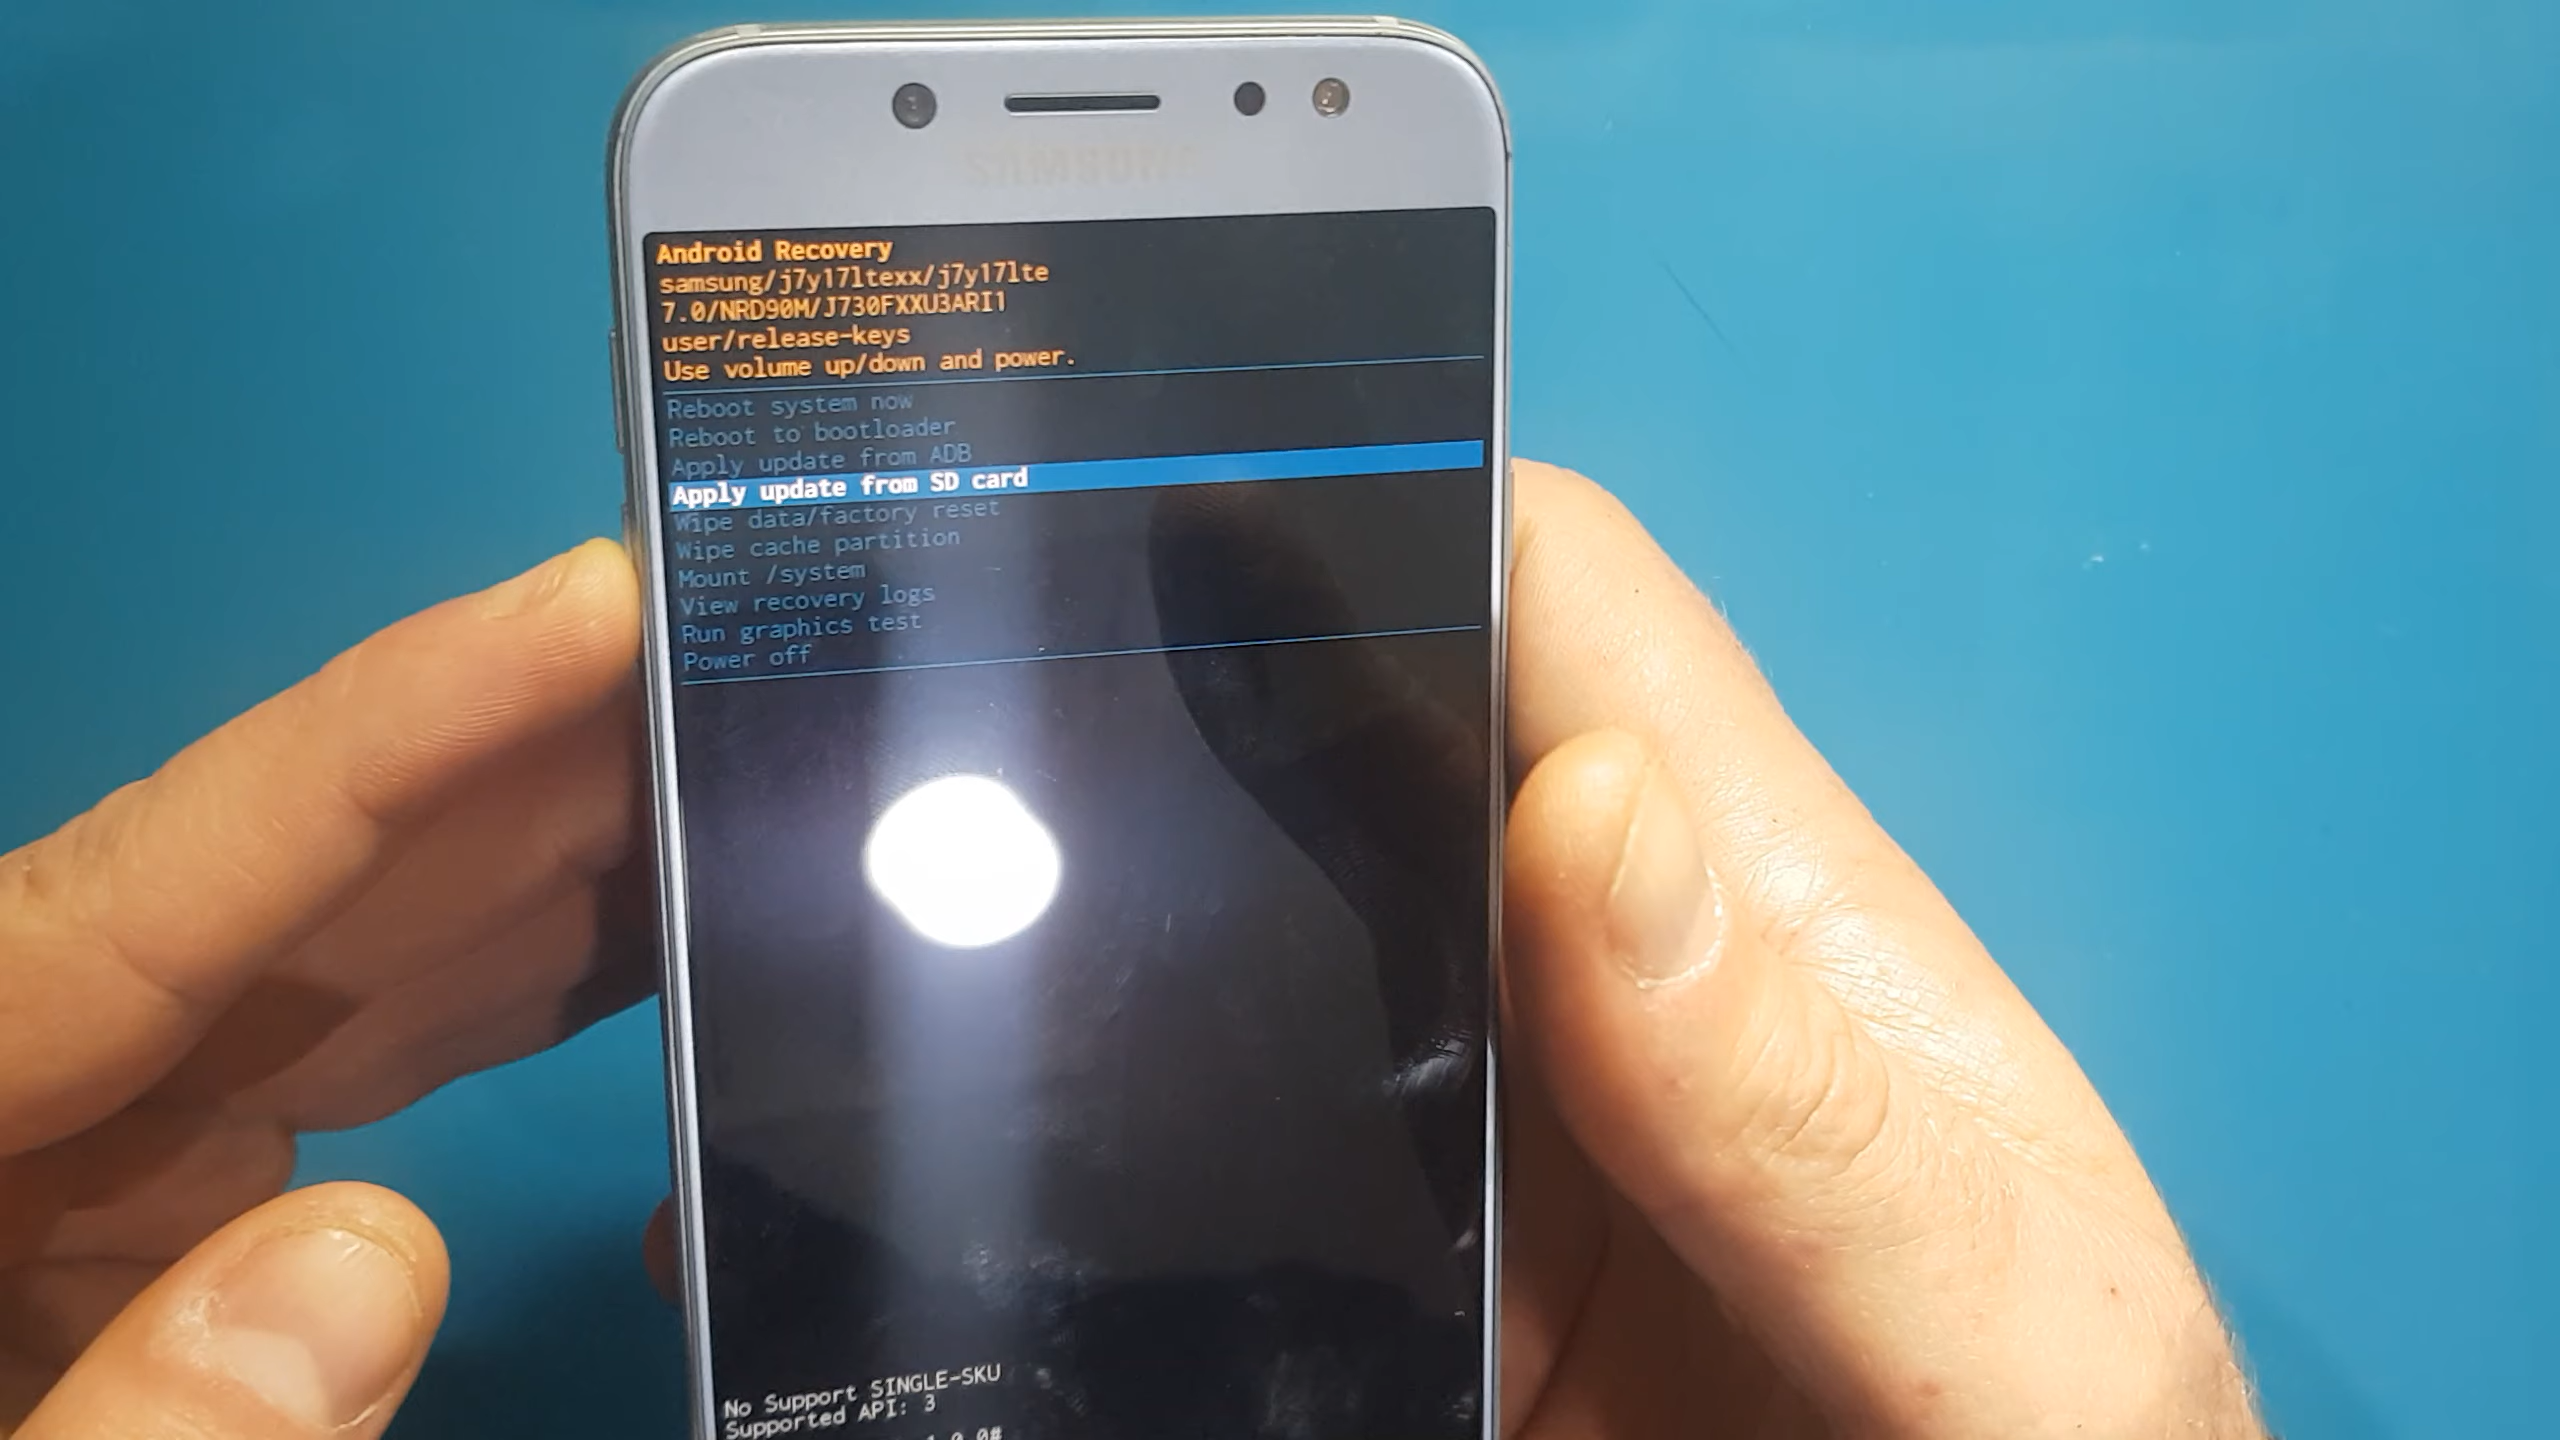 SAMSUNG
Android Recovery
samsung/j7y17ltexx/j7y17lte
7.0/NRD90M/J730FXXU3ARI1
user/release-keys
Use volume up/down and power.
Reboot system now
Reboot to bootloader
Apply update from ADB
Apply update from SD card
Wipe data/factory reset
Wipe cache partition
Mount /system
View recovery logs
Run graphics test
Power off
No Support SINGLE-SKU
Supported API: 3